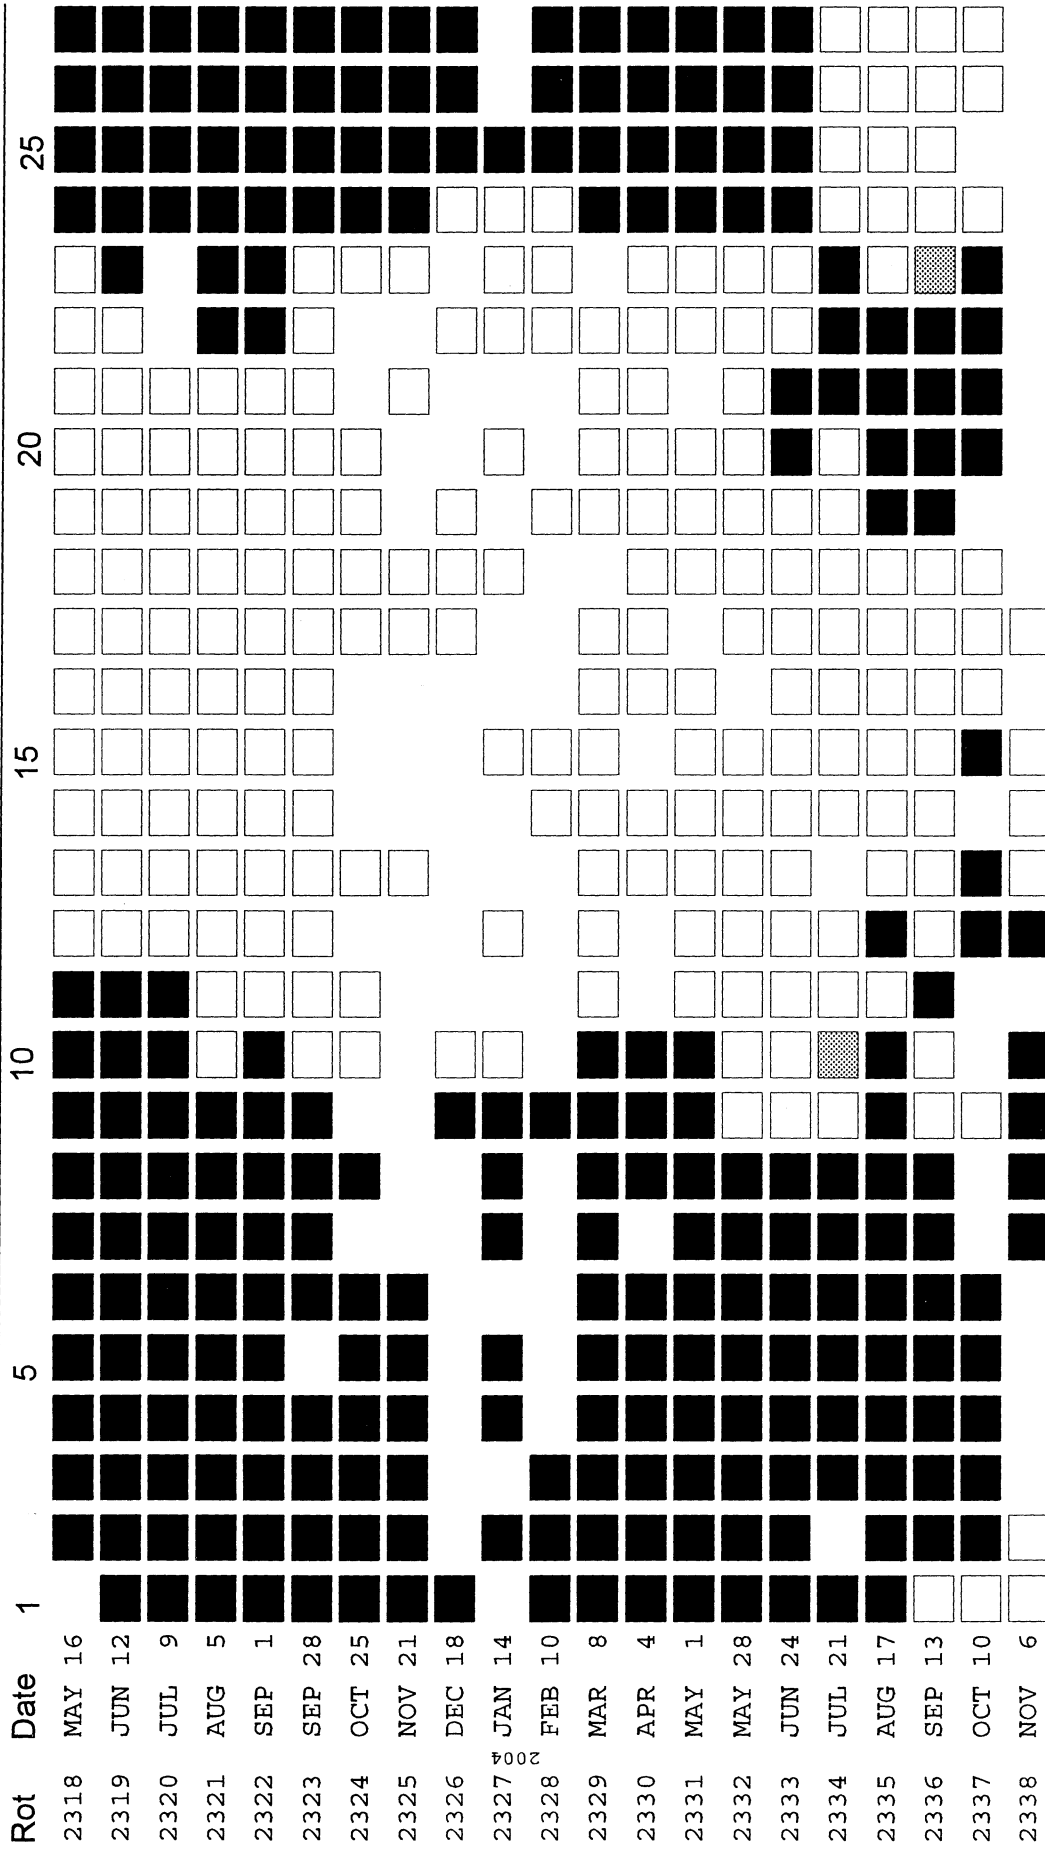 Rot Date 1 5 10 15 20 25
2318 MAY 16
2319 JUN 12
2320 JUL 9
2321 AUG 5
2322 SEP 1
2323 SEP 28
2324 OCT 25
2325 NOV 21
2326 DEC 18
2004
2327 JAN 14
2328 FEB 10
2329 MAR 8
2330 APR 4
2331 MAY 1
2332 MAY 28
2333 JUN 24
2334 JUL 21
2335 AUG 17
2336 SEP 13
2337 OCT 10
2338 NOV 6